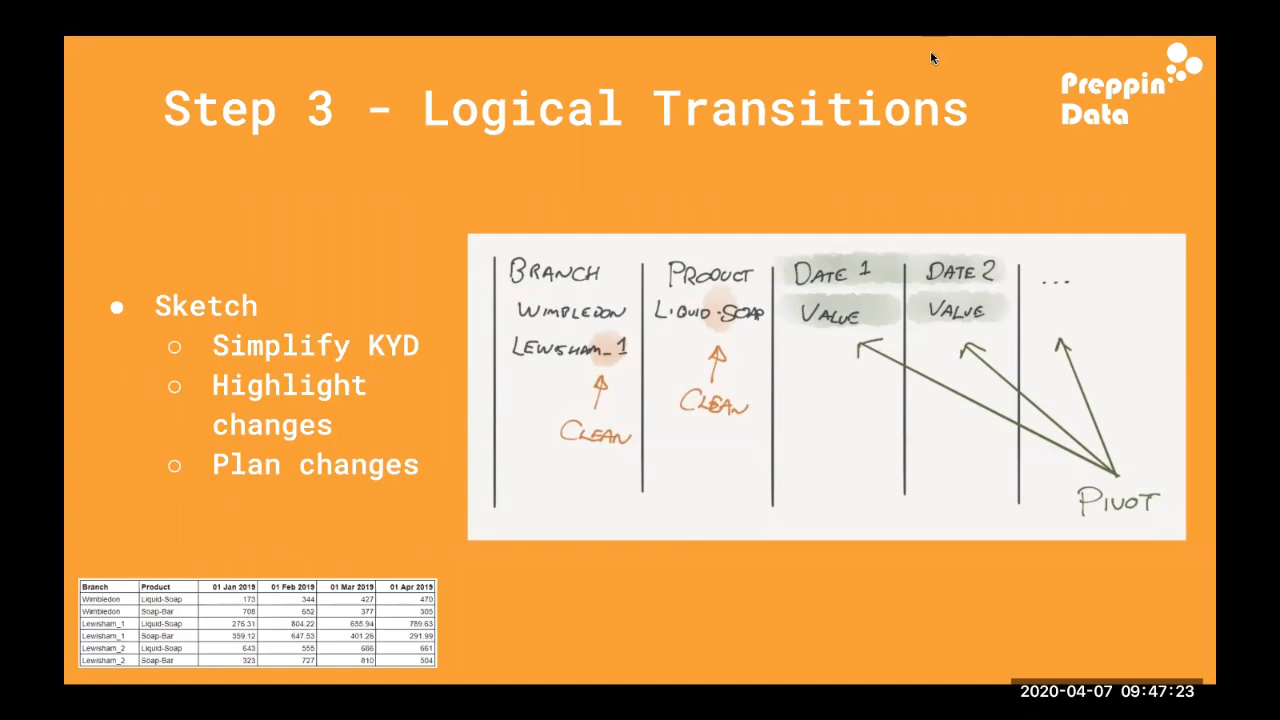 Step 3 - Logical Transitions
Preppin'
Data
● Sketch
○ Simplify KYD
○ Highlight
changes
○ Plan changes
BRANCH PRODUCT DATE 1 DATE 2 ...
WIMBLEDON LIQUID-SOAP VALUE VALUE
LEWISHAM_1
CLEAN
CLEAN
PIVOT
Branch Product 01 Jan 2019 01 Feb 2019 01 Mar 2019 01 Apr 2019
Wimbledon Liquid-Soap 173 344 427 470
Wimbledon Soap-Bar 708 652 377 305
Lewisham_1 Liquid-Soap 276.31 804.22 655.94 789.63
Lewisham_1 Soap-Bar 359.12 647.53 401.26 291.99
Lewisham_2 Liquid-Soap 643 555 686 661
Lewisham_2 Soap-Bar 323 727 810 504
2020-04-07 09:47:23